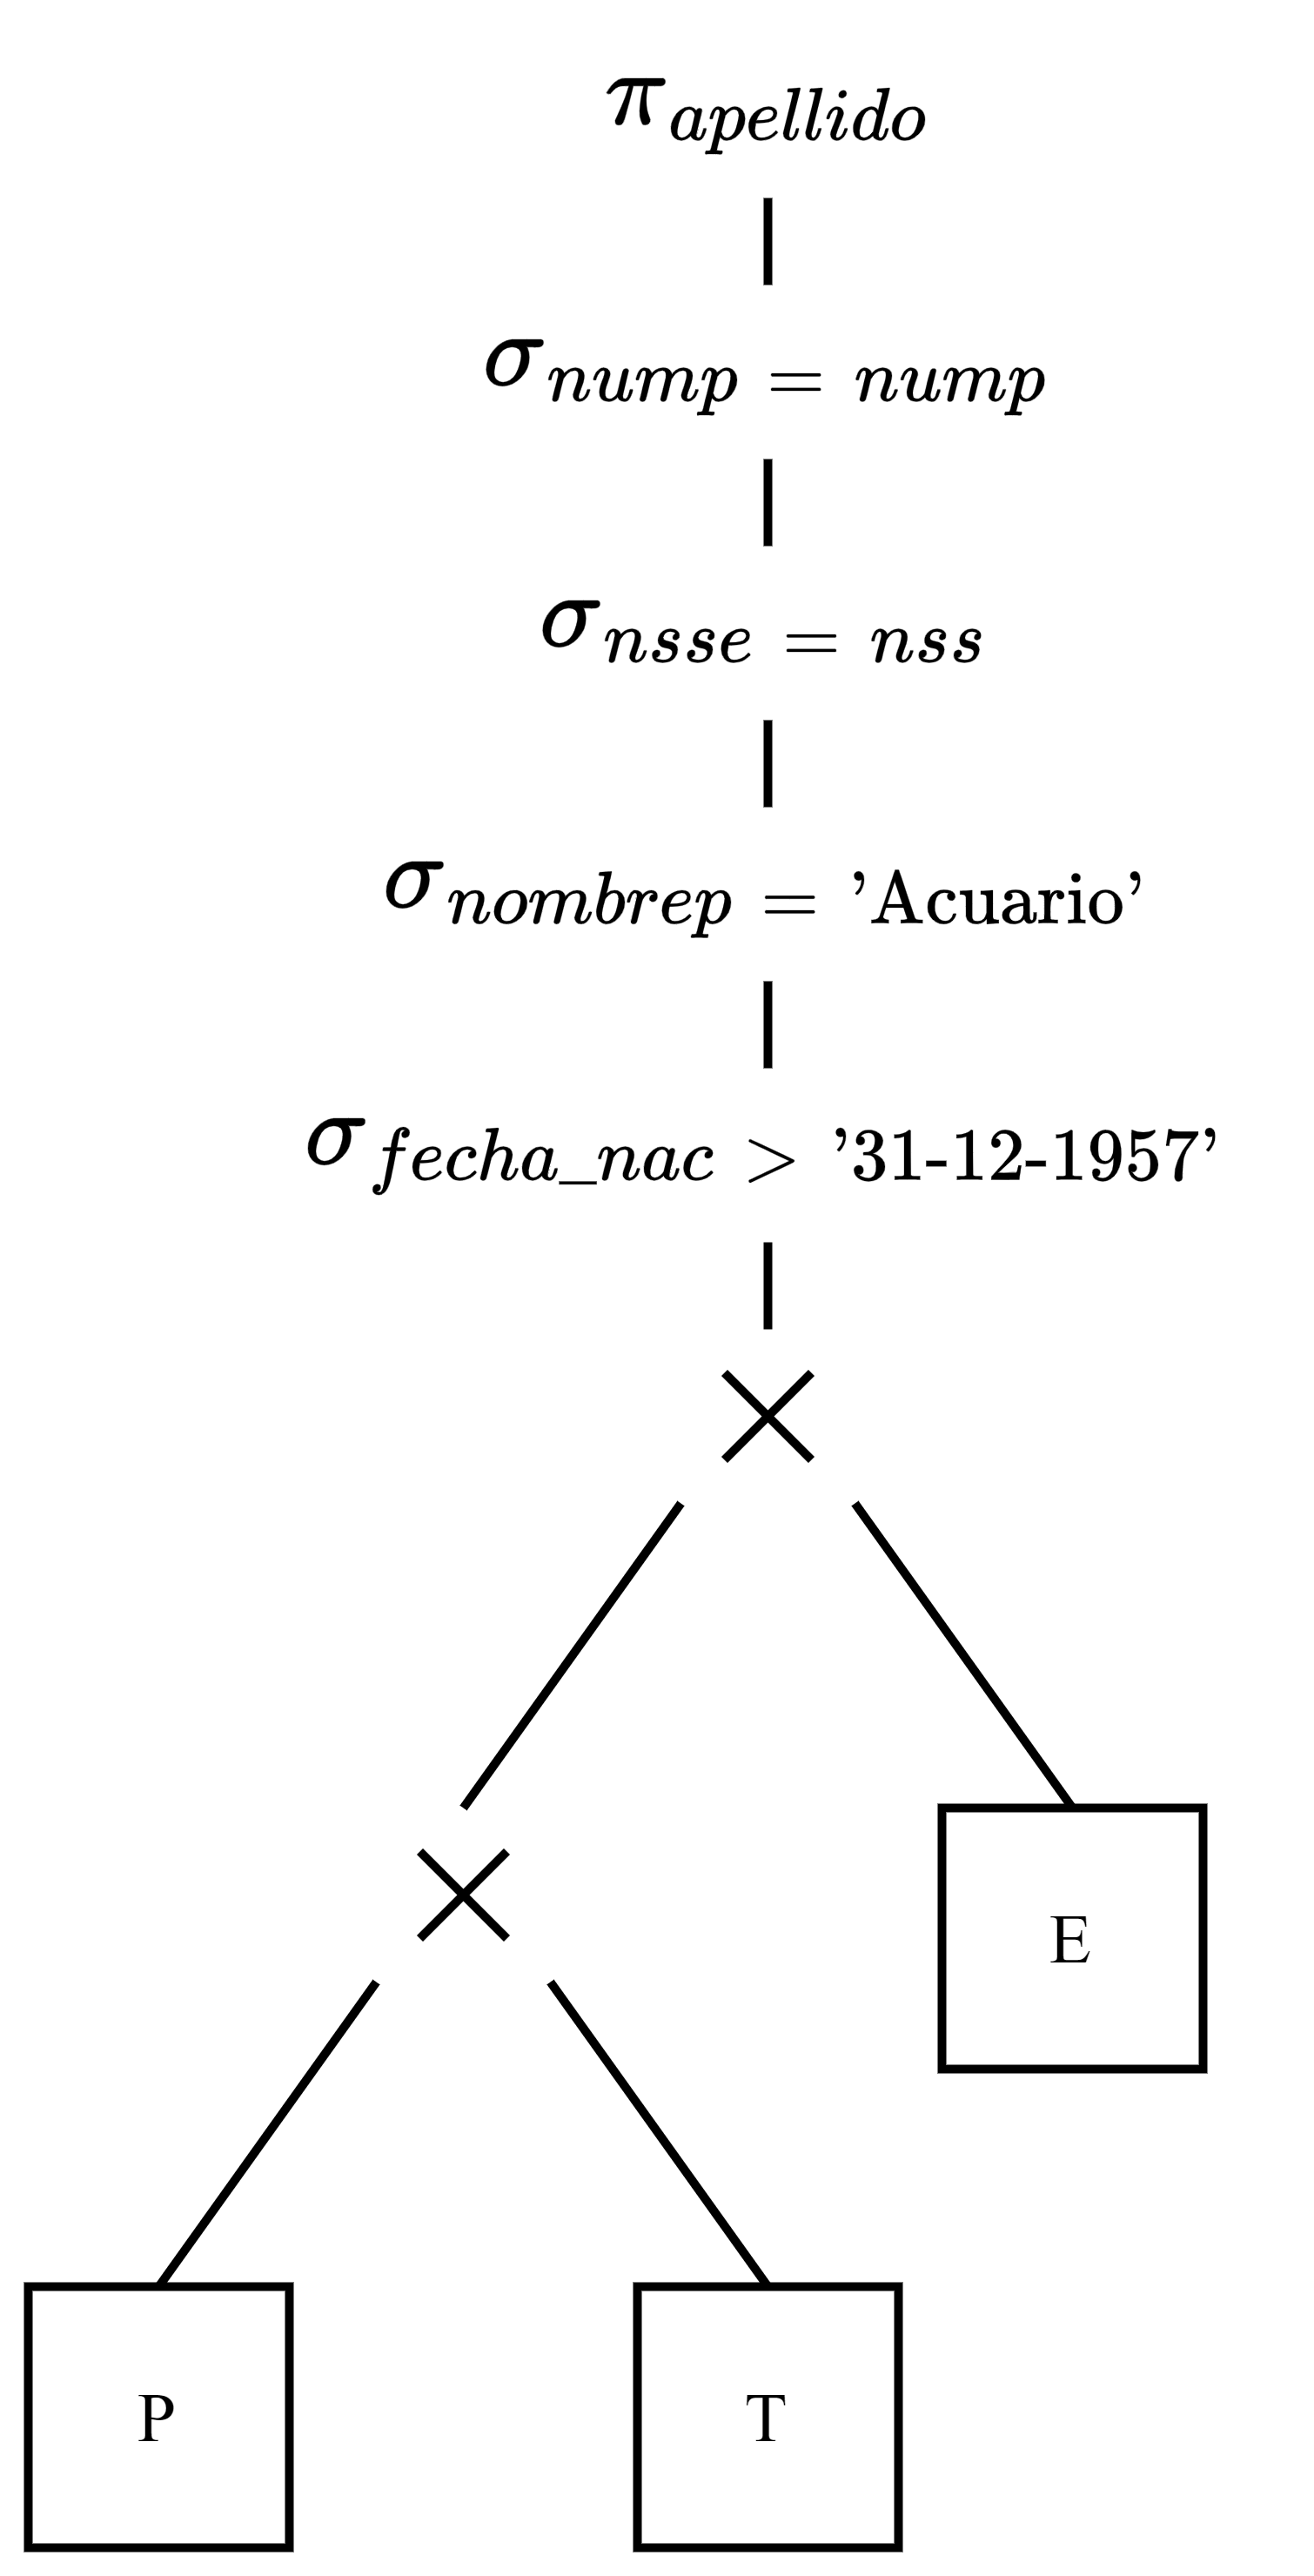 π apellido
σ nump = nump
σ nsse = nss
σ nombrep = ’Acuario’
σ fecha_nac > ’31-12-1957’
×
E
×
P
T